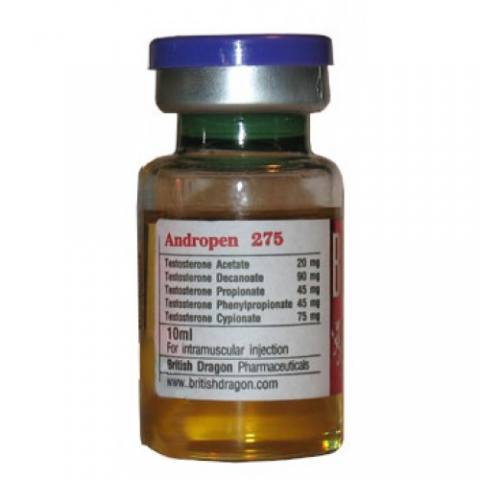 Andropen 275
Testosterone Acetate 20 mg
Testosterone Decanoate 90 mg
Testosterone Propionate 45 mg
Testosterone Phenylpropionate 45 mg
Testosterone Cypionate 75 mg
10ml
For intramuscular injection
British Dragon Pharmaceuticals
www.britishdragon.com